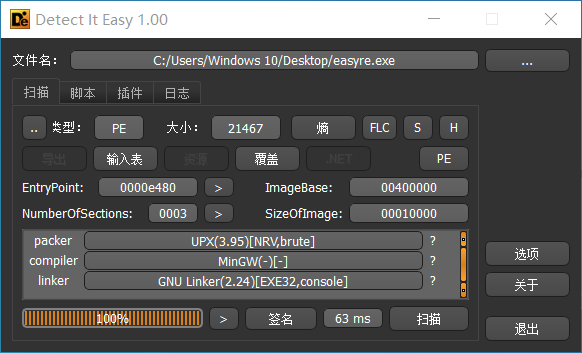 Detect It Easy 1.00
文件名: C:/Users/Windows 10/Desktop/easyre.exe ...
扫描 脚本 插件 日志
.. 类型: PE 大小: 21467 熵 FLC S H
导出 输入表 资源 覆盖 .NET PE
EntryPoint: 0000e480 > ImageBase: 00400000
NumberOfSections: 0003 > SizeOfImage: 00010000
packer UPX(3.95)[NRV,brute] ?
compiler MinGW(-)[-] ?
linker GNU Linker(2.24)[EXE32,console] ?
选项
关于
100% > 签名 63 ms 扫描
退出